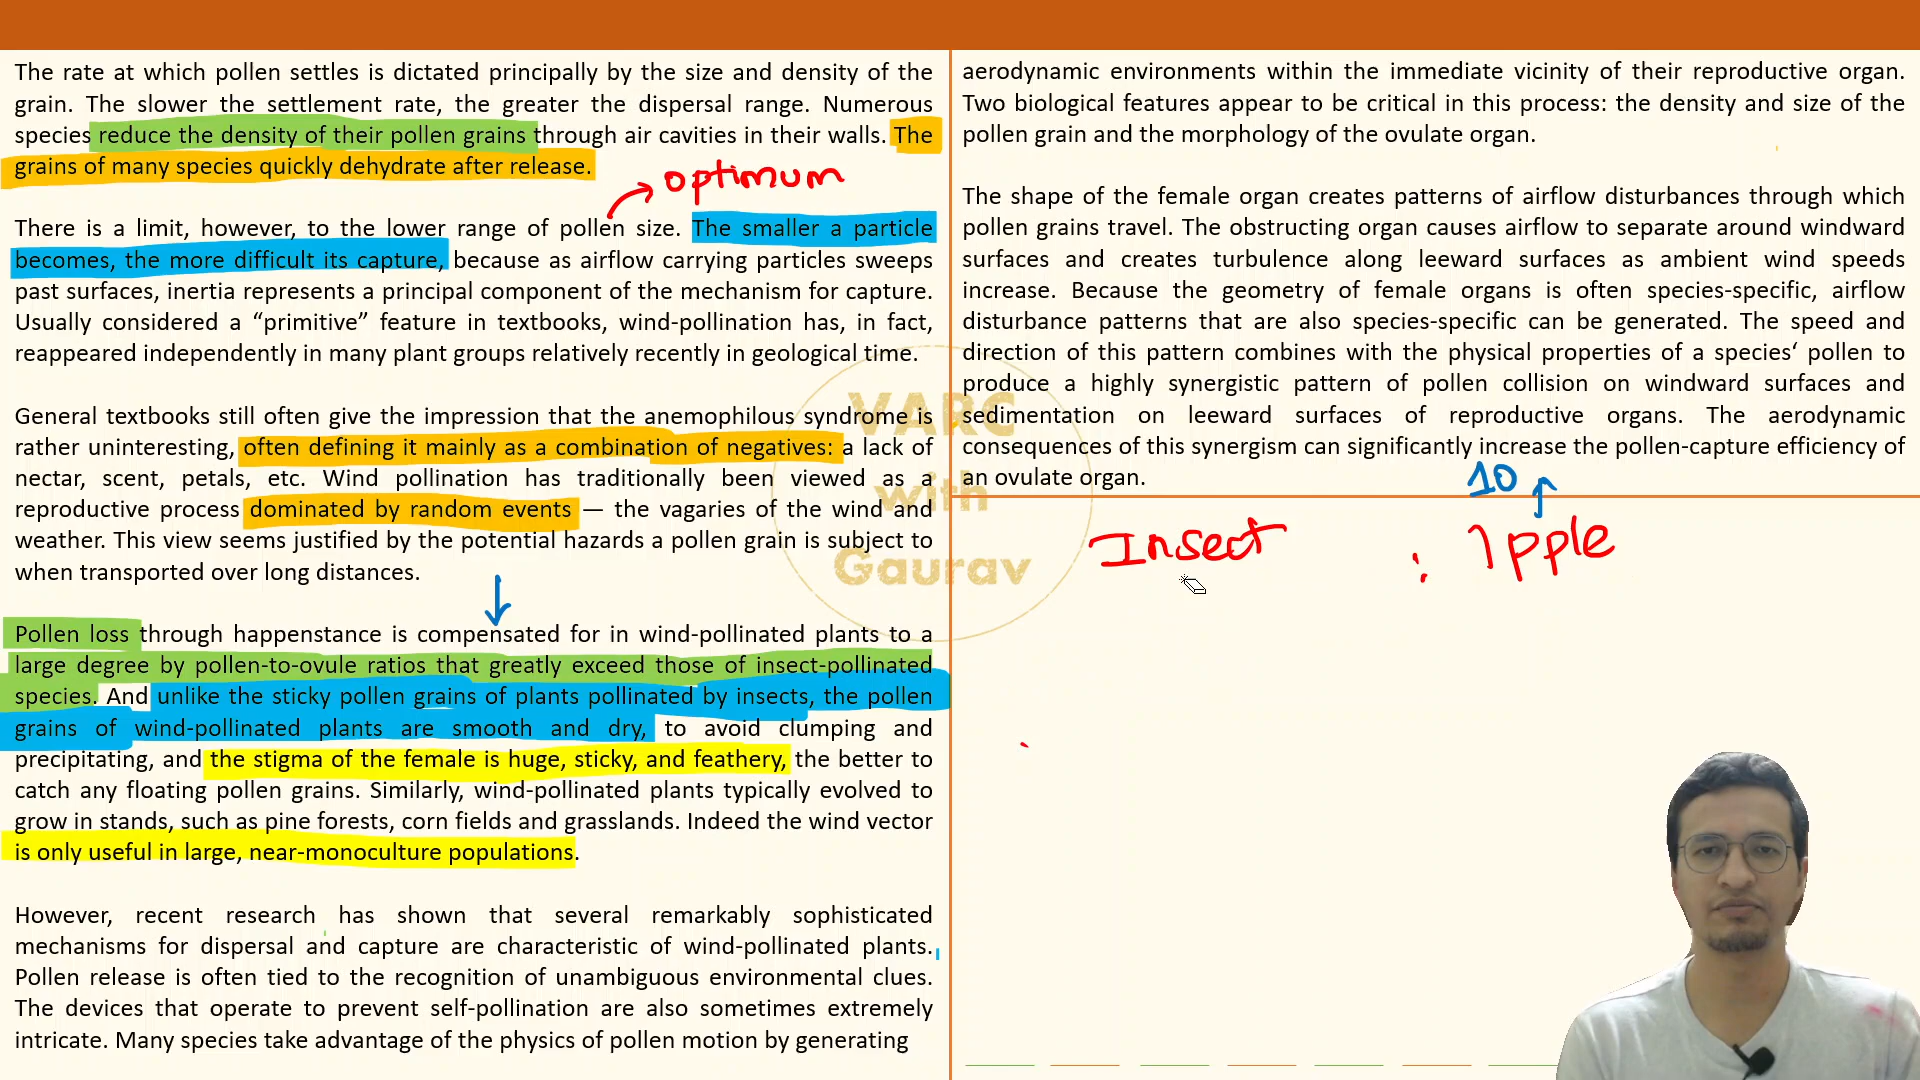 The rate at which pollen settles is dictated principally by the size and density of the
grain. The slower the settlement rate, the greater the dispersal range. Numerous
species reduce the density of their pollen grains through air cavities in their walls. The
grains of many species quickly dehydrate after release.
optimum
There is a limit, however, to the lower range of pollen size. The smaller a particle
becomes, the more difficult its capture, because as airflow carrying particles sweeps
past surfaces, inertia represents a principal component of the mechanism for capture.
Usually considered a “primitive” feature in textbooks, wind-pollination has, in fact,
reappeared independently in many plant groups relatively recently in geological time.
General textbooks still often give the impression that the anemophilous syndrome is
rather uninteresting, often defining it mainly as a combination of negatives: a lack of
nectar, scent, petals, etc. Wind pollination has traditionally been viewed as a
reproductive process dominated by random events — the vagaries of the wind and
weather. This view seems justified by the potential hazards a pollen grain is subject to
when transported over long distances.
Pollen loss through happenstance is compensated for in wind-pollinated plants to a
large degree by pollen-to-ovule ratios that greatly exceed those of insect-pollinated
species. And unlike the sticky pollen grains of plants pollinated by insects, the pollen
grains of wind-pollinated plants are smooth and dry, to avoid clumping and
precipitating, and the stigma of the female is huge, sticky, and feathery, the better to
catch any floating pollen grains. Similarly, wind-pollinated plants typically evolved to
grow in stands, such as pine forests, corn fields and grasslands. Indeed the wind vector
is only useful in large, near-monoculture populations.
However, recent research has shown that several remarkably sophisticated
mechanisms for dispersal and capture are characteristic of wind-pollinated plants.
Pollen release is often tied to the recognition of unambiguous environmental clues.
The devices that operate to prevent self-pollination are also sometimes extremely
intricate. Many species take advantage of the physics of pollen motion by generating
aerodynamic environments within the immediate vicinity of their reproductive organ.
Two biological features appear to be critical in this process: the density and size of the
pollen grain and the morphology of the ovulate organ.
The shape of the female organ creates patterns of airflow disturbances through which
pollen grains travel. The obstructing organ causes airflow to separate around windward
surfaces and creates turbulence along leeward surfaces as ambient wind speeds
increase. Because the geometry of female organs is often species-specific, airflow
disturbance patterns that are also species-specific can be generated. The speed and
direction of this pattern combines with the physical properties of a species‘ pollen to
produce a highly synergistic pattern of pollen collision on windward surfaces and
sedimentation on leeward surfaces of reproductive organs. The aerodynamic
consequences of this synergism can significantly increase the pollen-capture efficiency of
an ovulate organ.
10
Insect : 1 pple
VARC
with
Gaurav